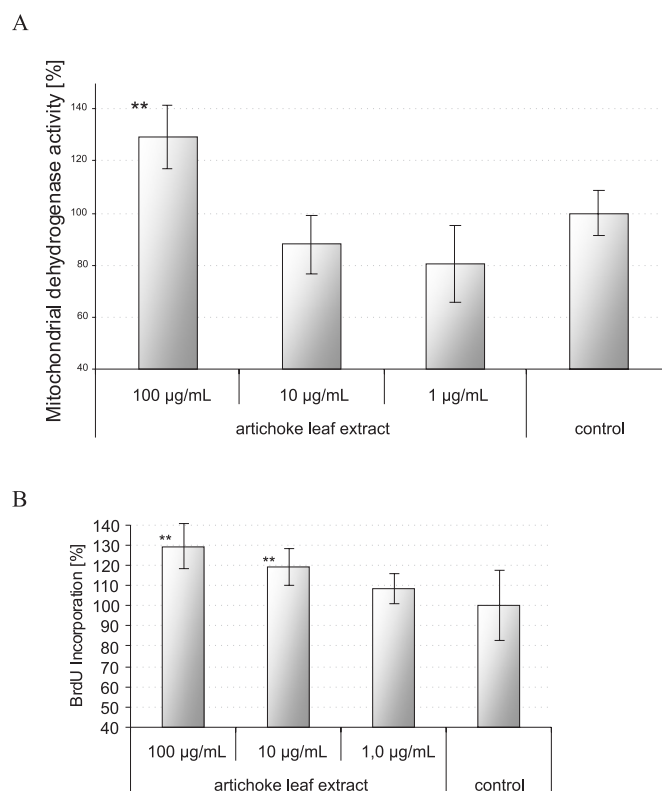 A
Mitochondrial dehydrogenase activity [%]
140
120
100
80
60
40
**
100 µg/mL 10 µg/mL 1 µg/mL
artichoke leaf extract control
B
BrdU Incorporation [%]
140
130
120
110
100
90
80
70
60
50
40
** **
100 µg/mL 10 µg/mL 1,0 µg/mL
artichoke leaf extract control